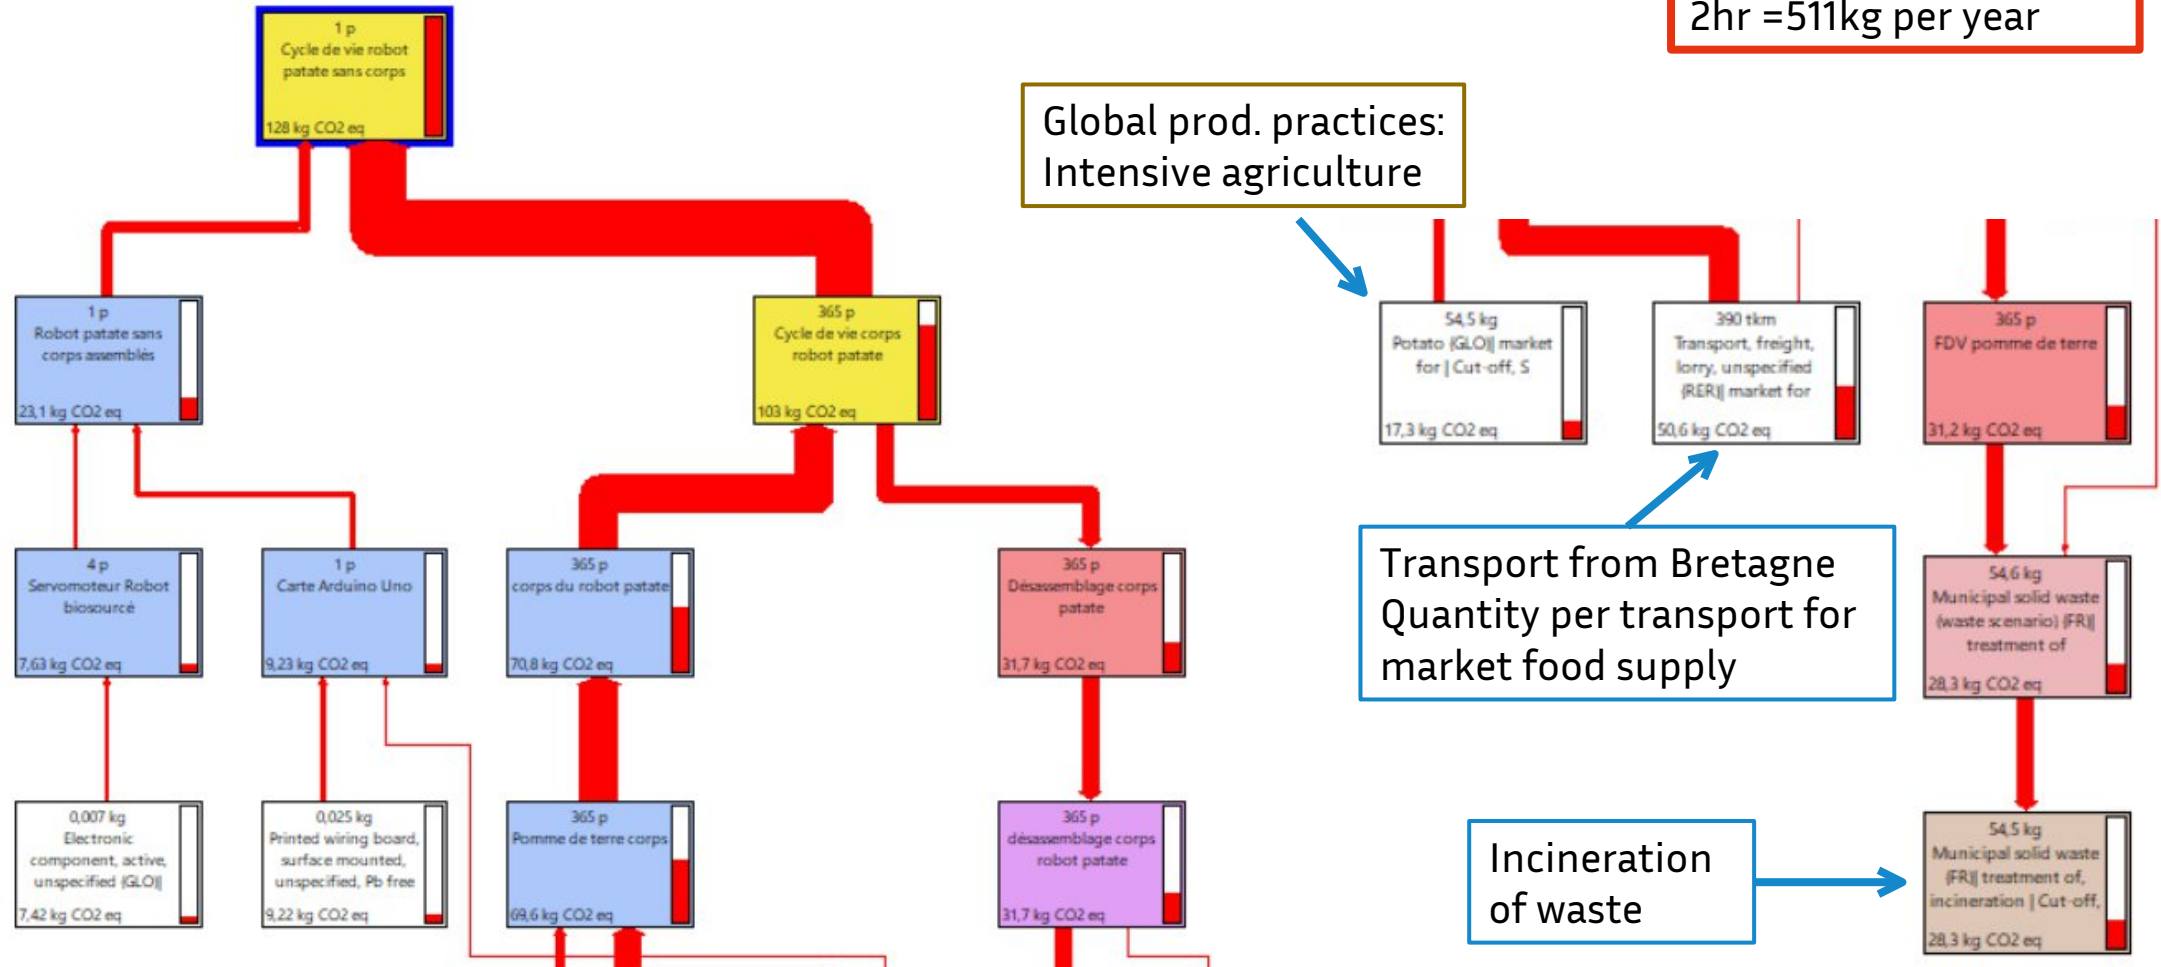 2hr =511kg per year
1 p
Cycle de vie robot
patate sans corps
128 kg CO2 eq
Global prod. practices:
Intensive agriculture
1 p
Robot patate sans
corps assemblés
23,1 kg CO2 eq
365 p
Cycle de vie corps
robot patate
103 kg CO2 eq
54,5 kg
Potato {GLO}| market
for | Cut-off, S
17,3 kg CO2 eq
390 tkm
Transport, freight,
lorry, unspecified
{RER}| market for
50,6 kg CO2 eq
365 p
FDV pomme de terre
31,2 kg CO2 eq
4 p
Servomoteur Robot
biosourcé
7,63 kg CO2 eq
1 p
Carte Arduino Uno
9,23 kg CO2 eq
365 p
corps du robot patate
70,8 kg CO2 eq
365 p
Désassemblage corps
patate
31,7 kg CO2 eq
Transport from Bretagne
Quantity per transport for
market food supply
54,6 kg
Municipal solid waste
(waste scenario) {FR}|
treatment of
28,3 kg CO2 eq
0,007 kg
Electronic
component, active,
unspecified {GLO}|
7,42 kg CO2 eq
0,025 kg
Printed wiring board,
surface mounted,
unspecified, Pb free
9,22 kg CO2 eq
365 p
Pomme de terre corps
69,6 kg CO2 eq
365 p
désassemblage corps
robot patate
31,7 kg CO2 eq
Incineration
of waste
54,5 kg
Municipal solid waste
{FR}| treatment of,
incineration | Cut-off,
28,3 kg CO2 eq